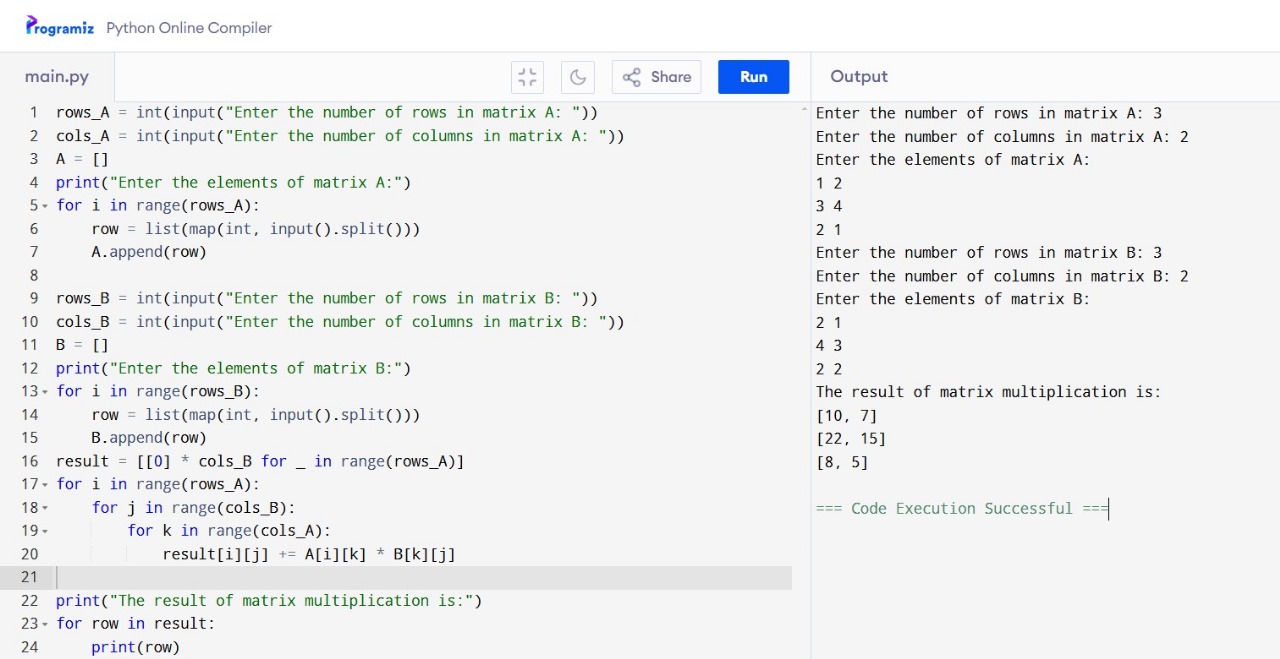 Programiz Python Online Compiler
main.py
Share
Run
1 rows_A = int(input("Enter the number of rows in matrix A: "))
2 cols_A = int(input("Enter the number of columns in matrix A: "))
3 A = []
4 print("Enter the elements of matrix A:")
5 for i in range(rows_A):
6     row = list(map(int, input().split()))
7     A.append(row)
8
9 rows_B = int(input("Enter the number of rows in matrix B: "))
10 cols_B = int(input("Enter the number of columns in matrix B: "))
11 B = []
12 print("Enter the elements of matrix B:")
13 for i in range(rows_B):
14     row = list(map(int, input().split()))
15     B.append(row)
16 result = [[0] * cols_B for _ in range(rows_A)]
17 for i in range(rows_A):
18     for j in range(cols_B):
19         for k in range(cols_A):
20             result[i][j] += A[i][k] * B[k][j]
21
22 print("The result of matrix multiplication is:")
23 for row in result:
24     print(row)
Output
Enter the number of rows in matrix A: 3
Enter the number of columns in matrix A: 2
Enter the elements of matrix A:
1 2
3 4
2 1
Enter the number of rows in matrix B: 3
Enter the number of columns in matrix B: 2
Enter the elements of matrix B:
2 1
4 3
2 2
The result of matrix multiplication is:
[10, 7]
[22, 15]
[8, 5]
=== Code Execution Successful ===